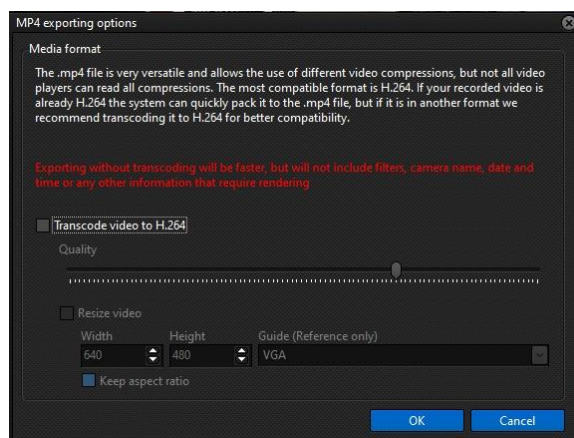 MP4 exporting options
Media format
The .mp4 file is very versatile and allows the use of different video compressions, but not all video
players can read all compressions. The most compatible format is H.264. If your recorded video is
already H.264 the system can quickly pack it to the .mp4 file, but if it is in another format we
recommend transcoding it to H.264 for better compatibility.
Exporting without transcoding will be faster, but will not include filters, camera name, date and
time or any other information that require rendering
Transcode video to H.264
Quality
Resize video
Width Height Guide (Reference only)
640 480 VGA
Keep aspect ratio
OK Cancel